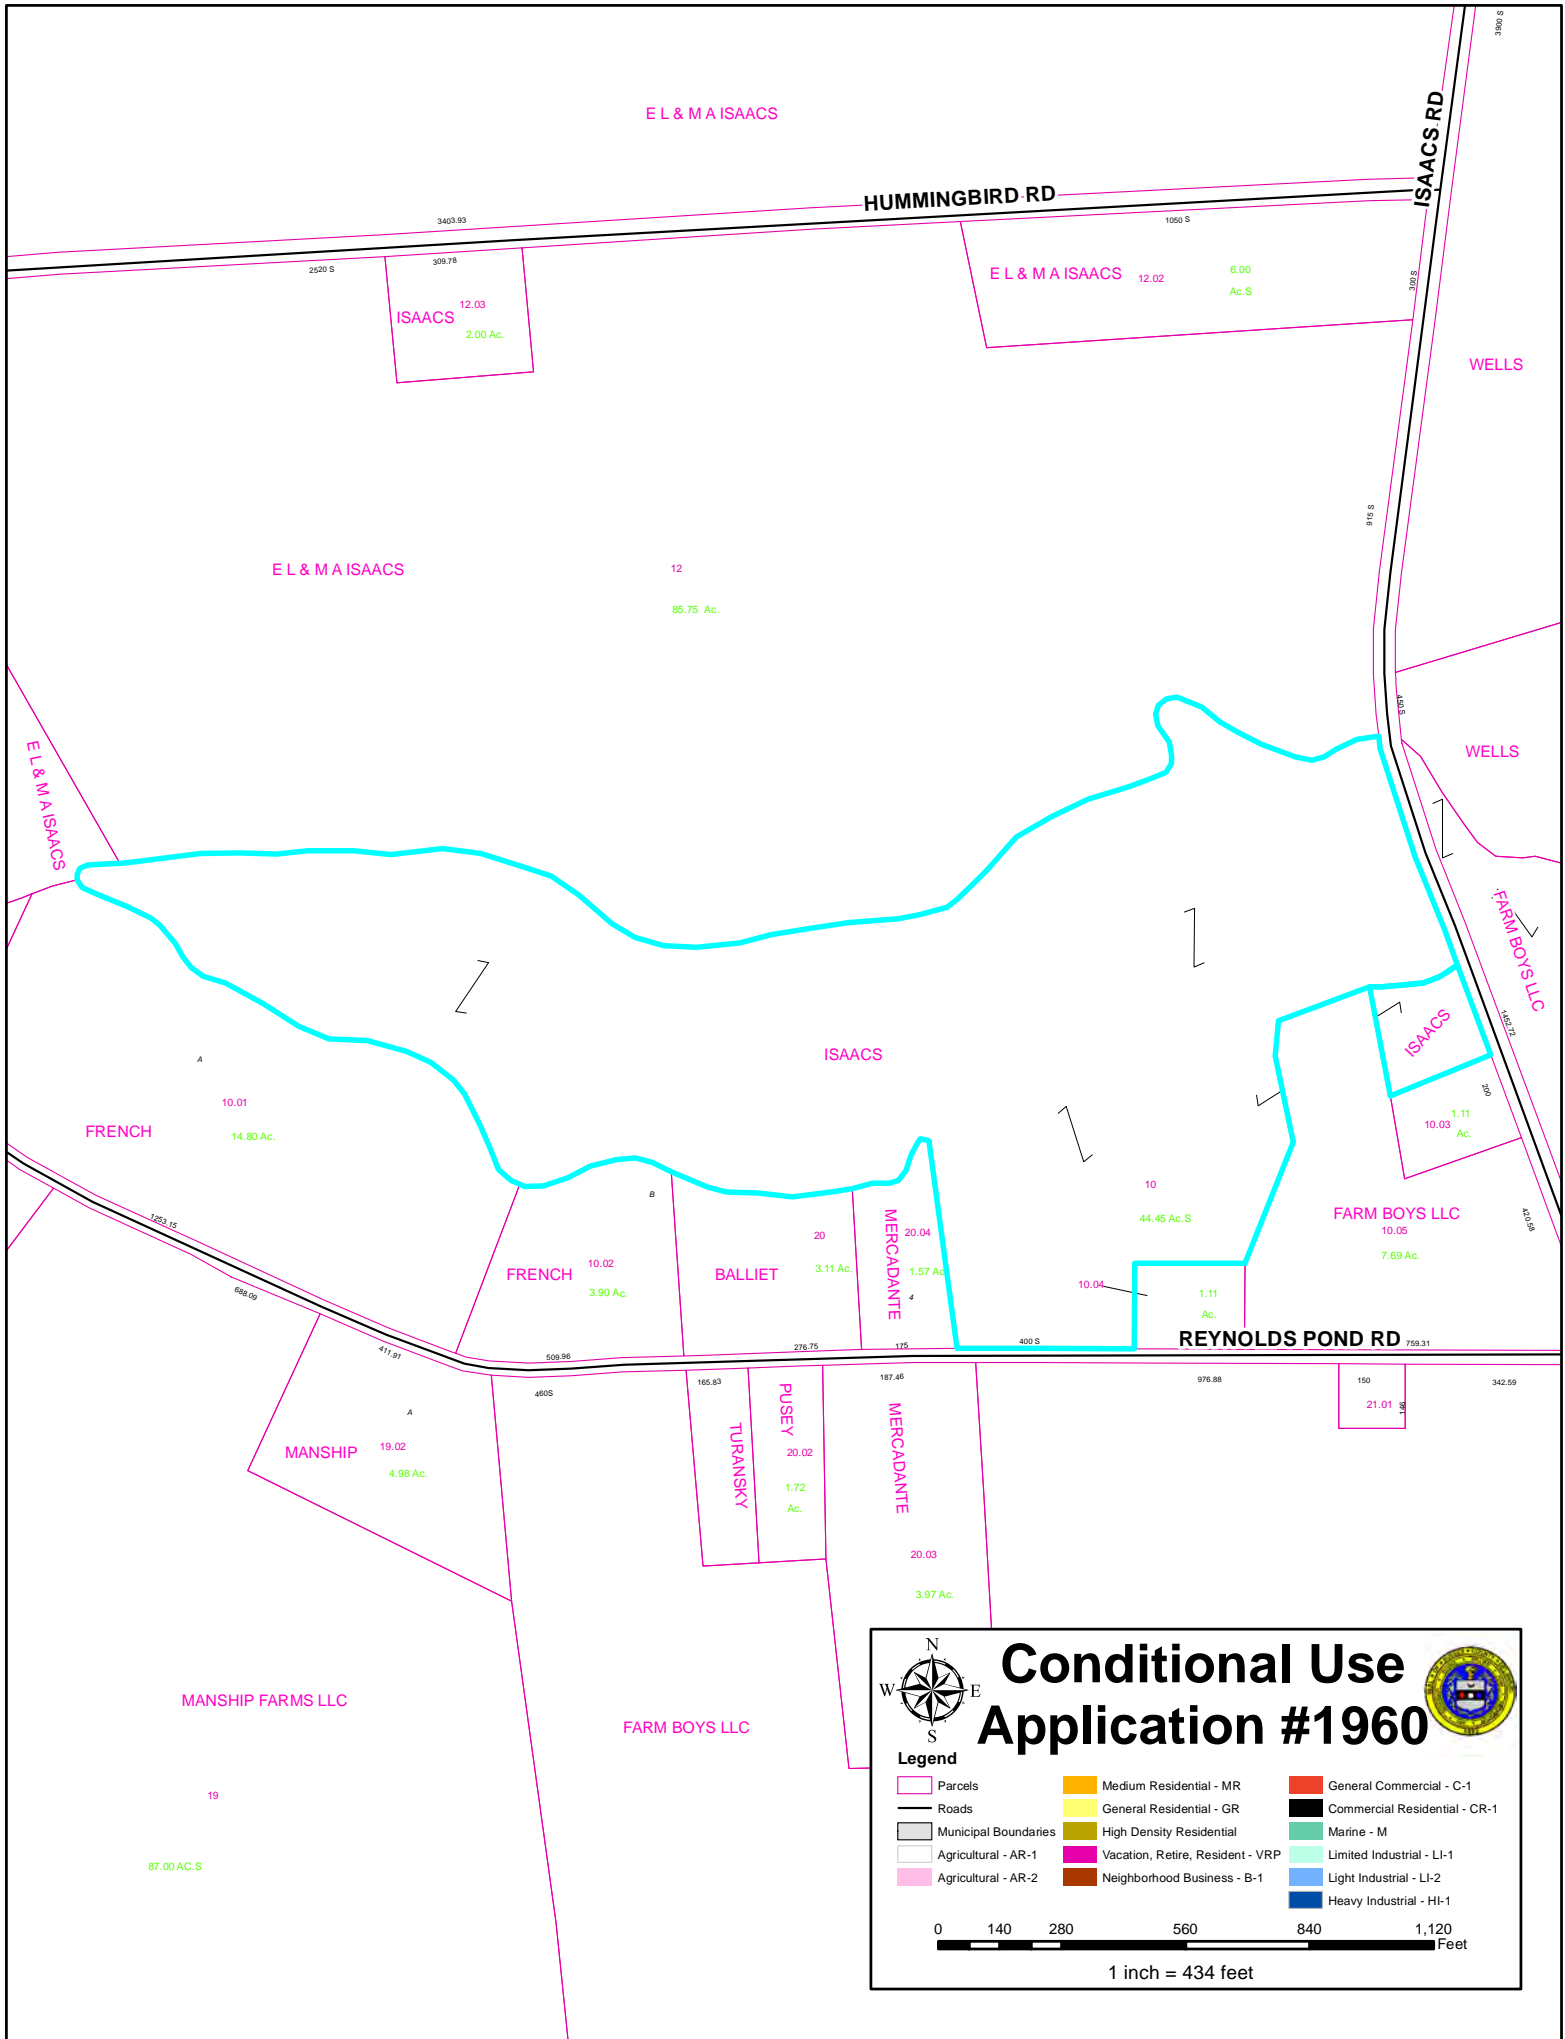 3900 S
E L & M A ISAACS
ISAACS RD
HUMMINGBIRD RD
3403.93
1050 S
2520 S
309.78
E L & M A ISAACS
12.02
6.00
Ac.S
300 S
ISAACS
12.03
2.00 Ac.
WELLS
915 S
E L & M A ISAACS
12
85.75 Ac.
450 S
WELLS
E L & M A ISAACS
FARM BOYS LLC
1452.72
ISAACS
ISAACS
A
10.01
14.80 Ac.
FRENCH
200
1.11
Ac.
10.03
10
44.45 Ac.S
B
FARM BOYS LLC
10.05
7.69 Ac.
420.58
1253.15
MERCADANTE
20.04
1.57 Ac
4
20
3.11 Ac.
BALLIET
FRENCH
10.02
3.90 Ac.
10.04
1.11
Ac.
688.09
411.91
509.96
276.75
175
400 S
REYNOLDS POND RD
759.31
460S
165.83
187.46
976.88
150
342.59
21.01
146
A
MANSHIP
19.02
4.98 Ac.
TURANSKY
PUSEY
20.02
1.72
Ac.
MERCADANTE
20.03
3.97 Ac.
MANSHIP FARMS LLC
FARM BOYS LLC
19
87.00 AC.S
N
W
E
S
Conditional Use
Application #1960
Legend
Parcels
Roads
Municipal Boundaries
Agricultural - AR-1
Agricultural - AR-2
Medium Residential - MR
General Residential - GR
High Density Residential
Vacation, Retire, Resident - VRP
Neighborhood Business - B-1
General Commercial - C-1
Commercial Residential - CR-1
Marine - M
Limited Industrial - LI-1
Light Industrial - LI-2
Heavy Industrial - HI-1
0 140 280 560 840 1,120
Feet
1 inch = 434 feet